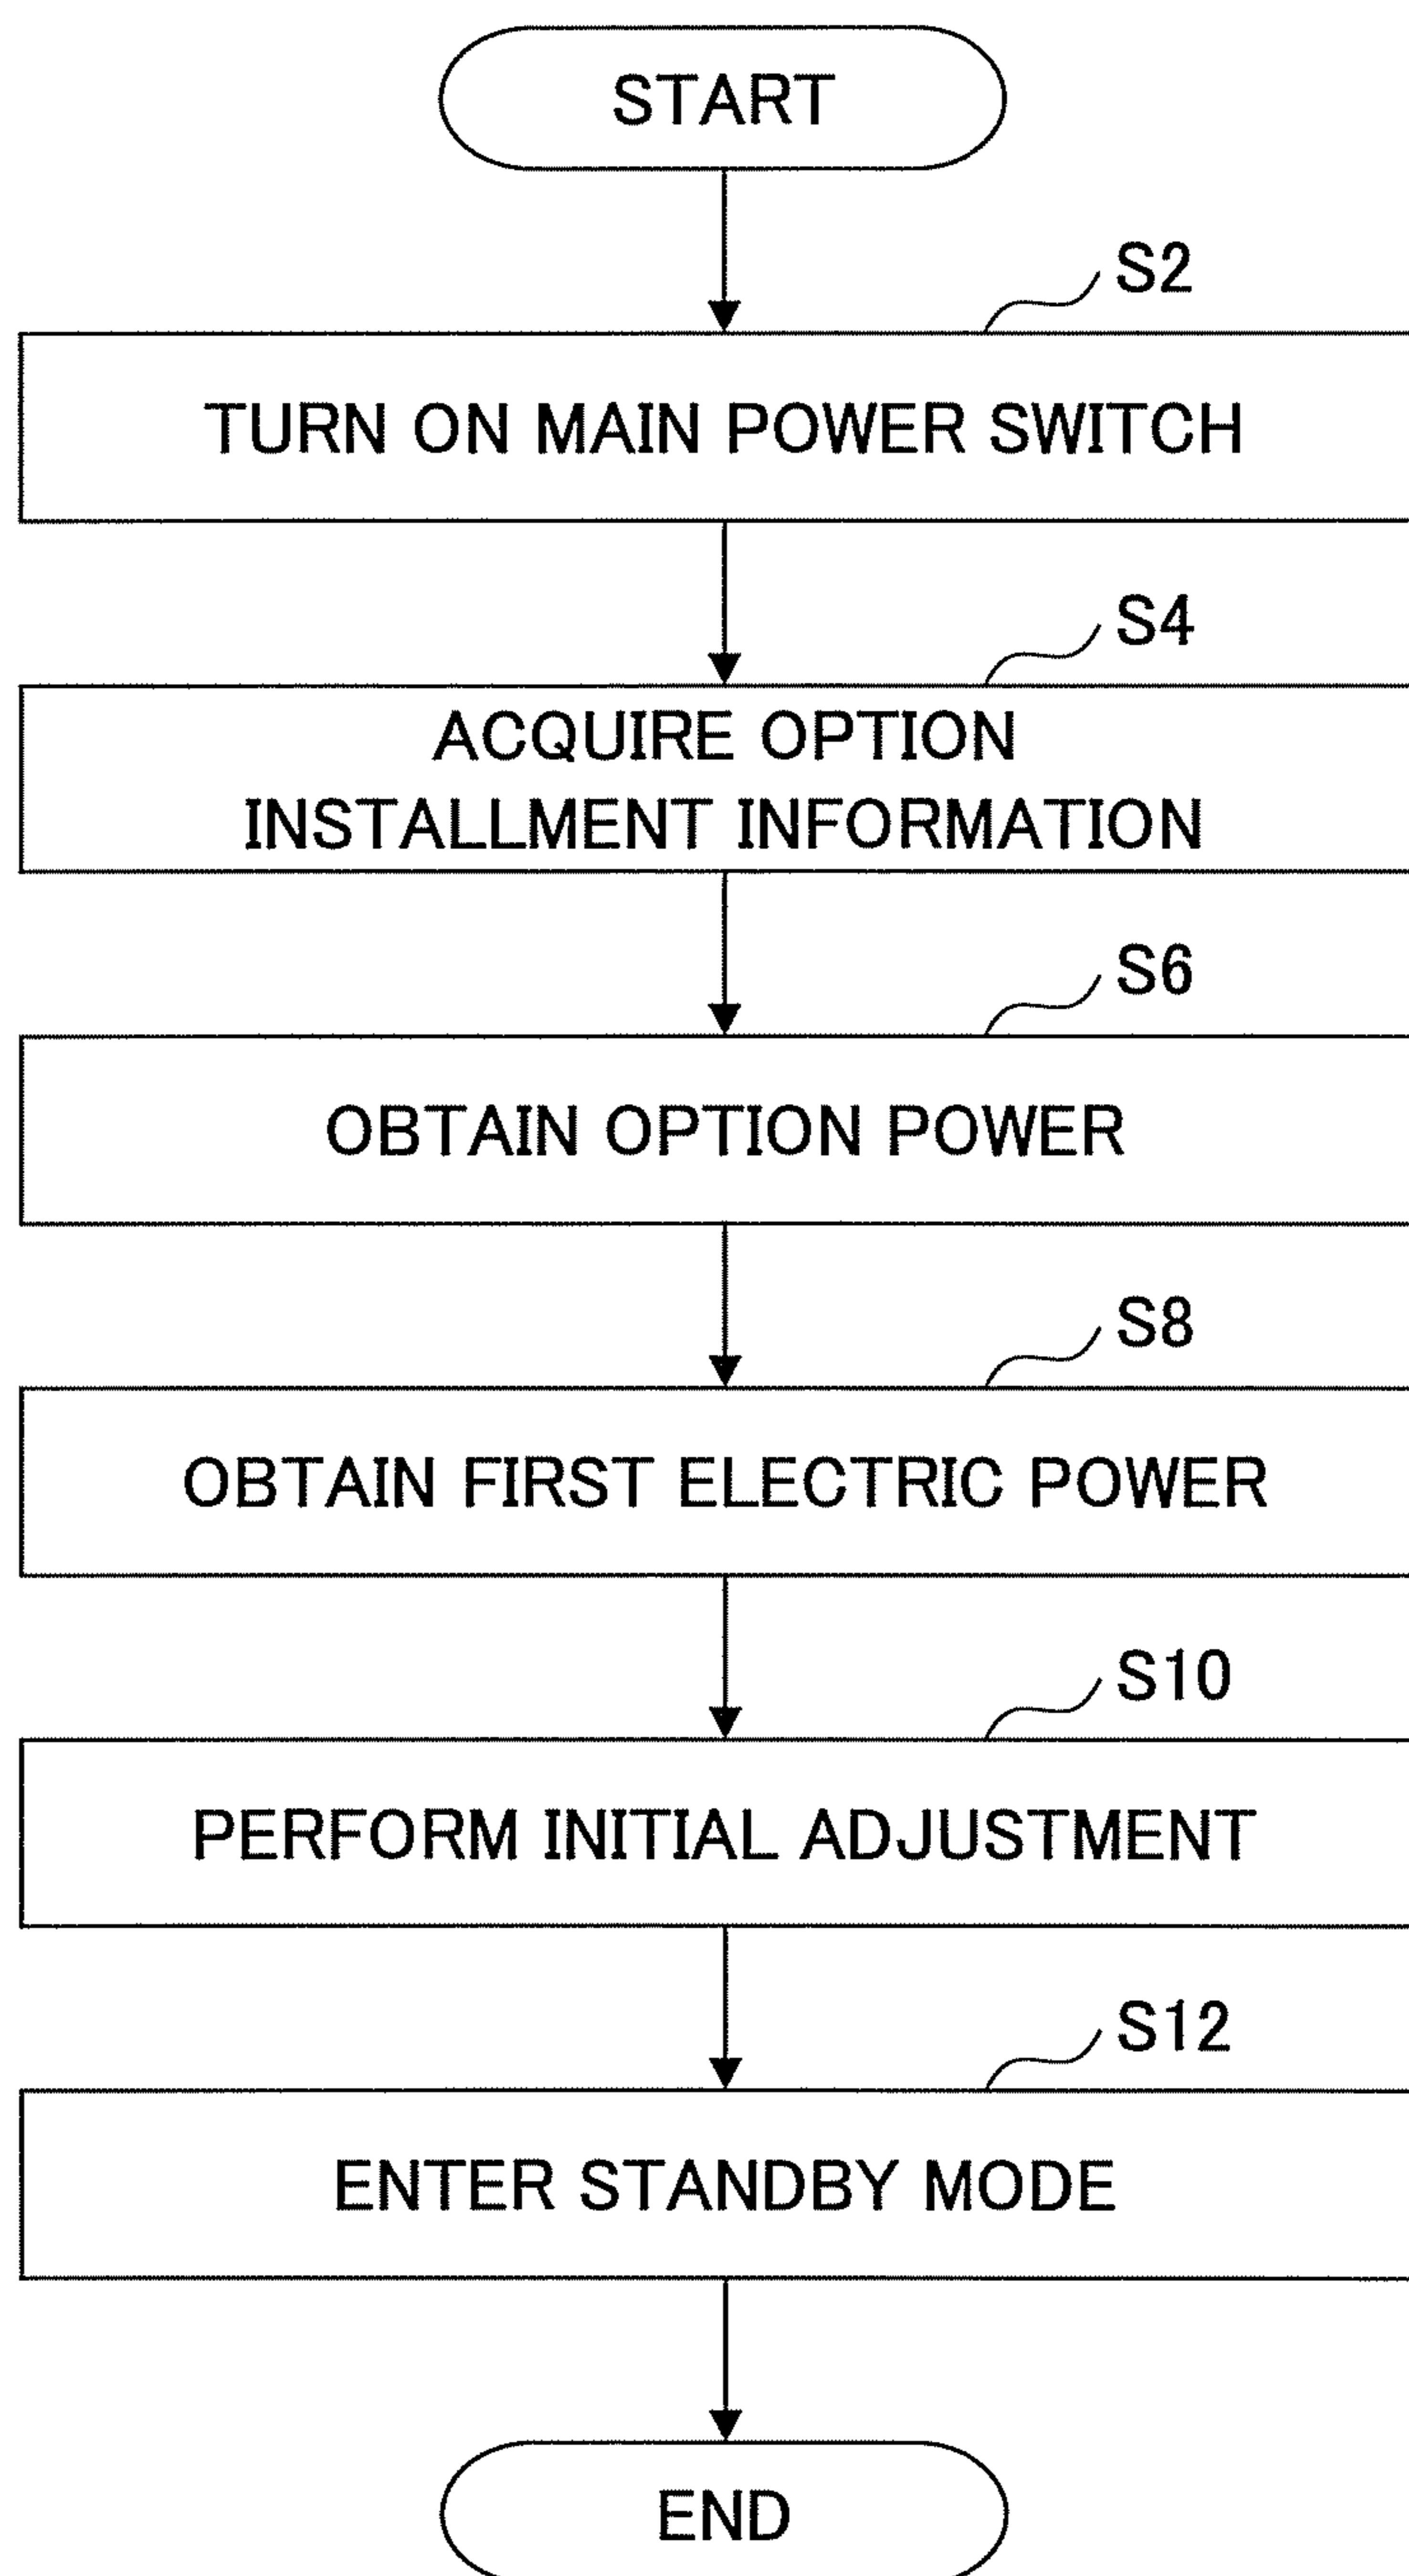 START
S2
TURN ON MAIN POWER SWITCH
S4
ACQUIRE OPTION
INSTALLMENT INFORMATION
S6
OBTAIN OPTION POWER
S8
OBTAIN FIRST ELECTRIC POWER
S10
PERFORM INITIAL ADJUSTMENT
S12
ENTER STANDBY MODE
END